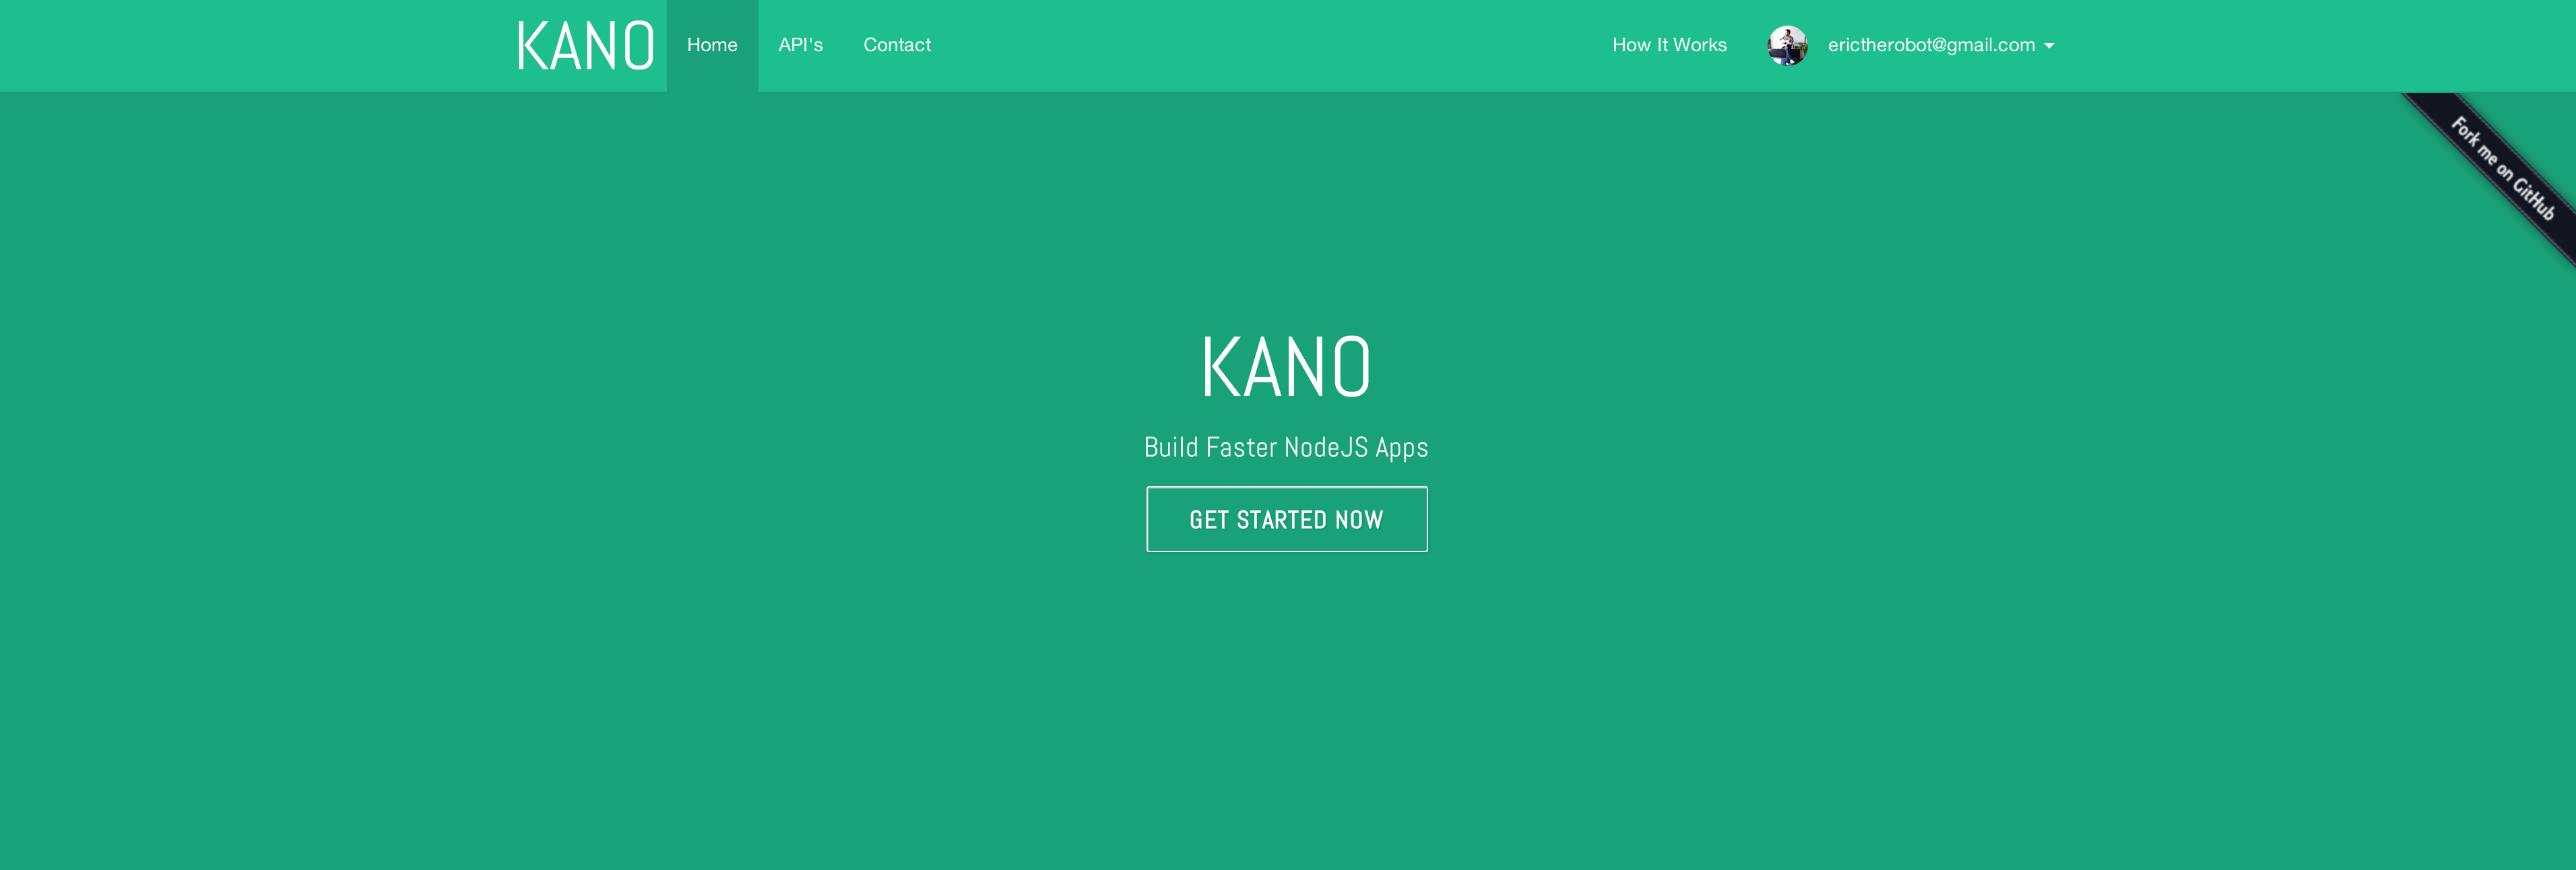 KANO
Home
API's
Contact
How It Works
erictherobot@gmail.com
Fork me on GitHub
KANO
Build Faster NodeJS Apps
GET STARTED NOW